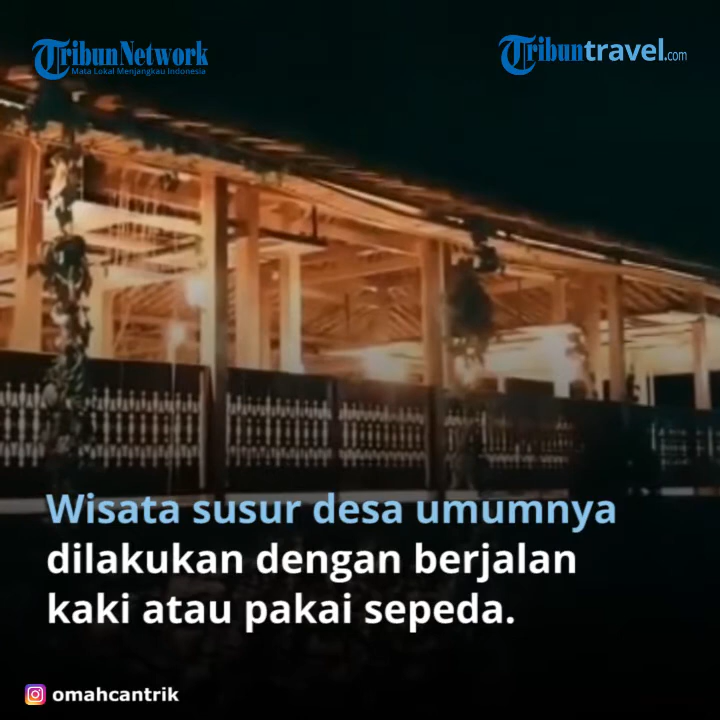 TribunNetwork
Mata Lokal Menjangkau Indonesia
Tribuntravel.com
Wisata susur desa umumnya
dilakukan dengan berjalan
kaki atau pakai sepeda.
omahcantrik